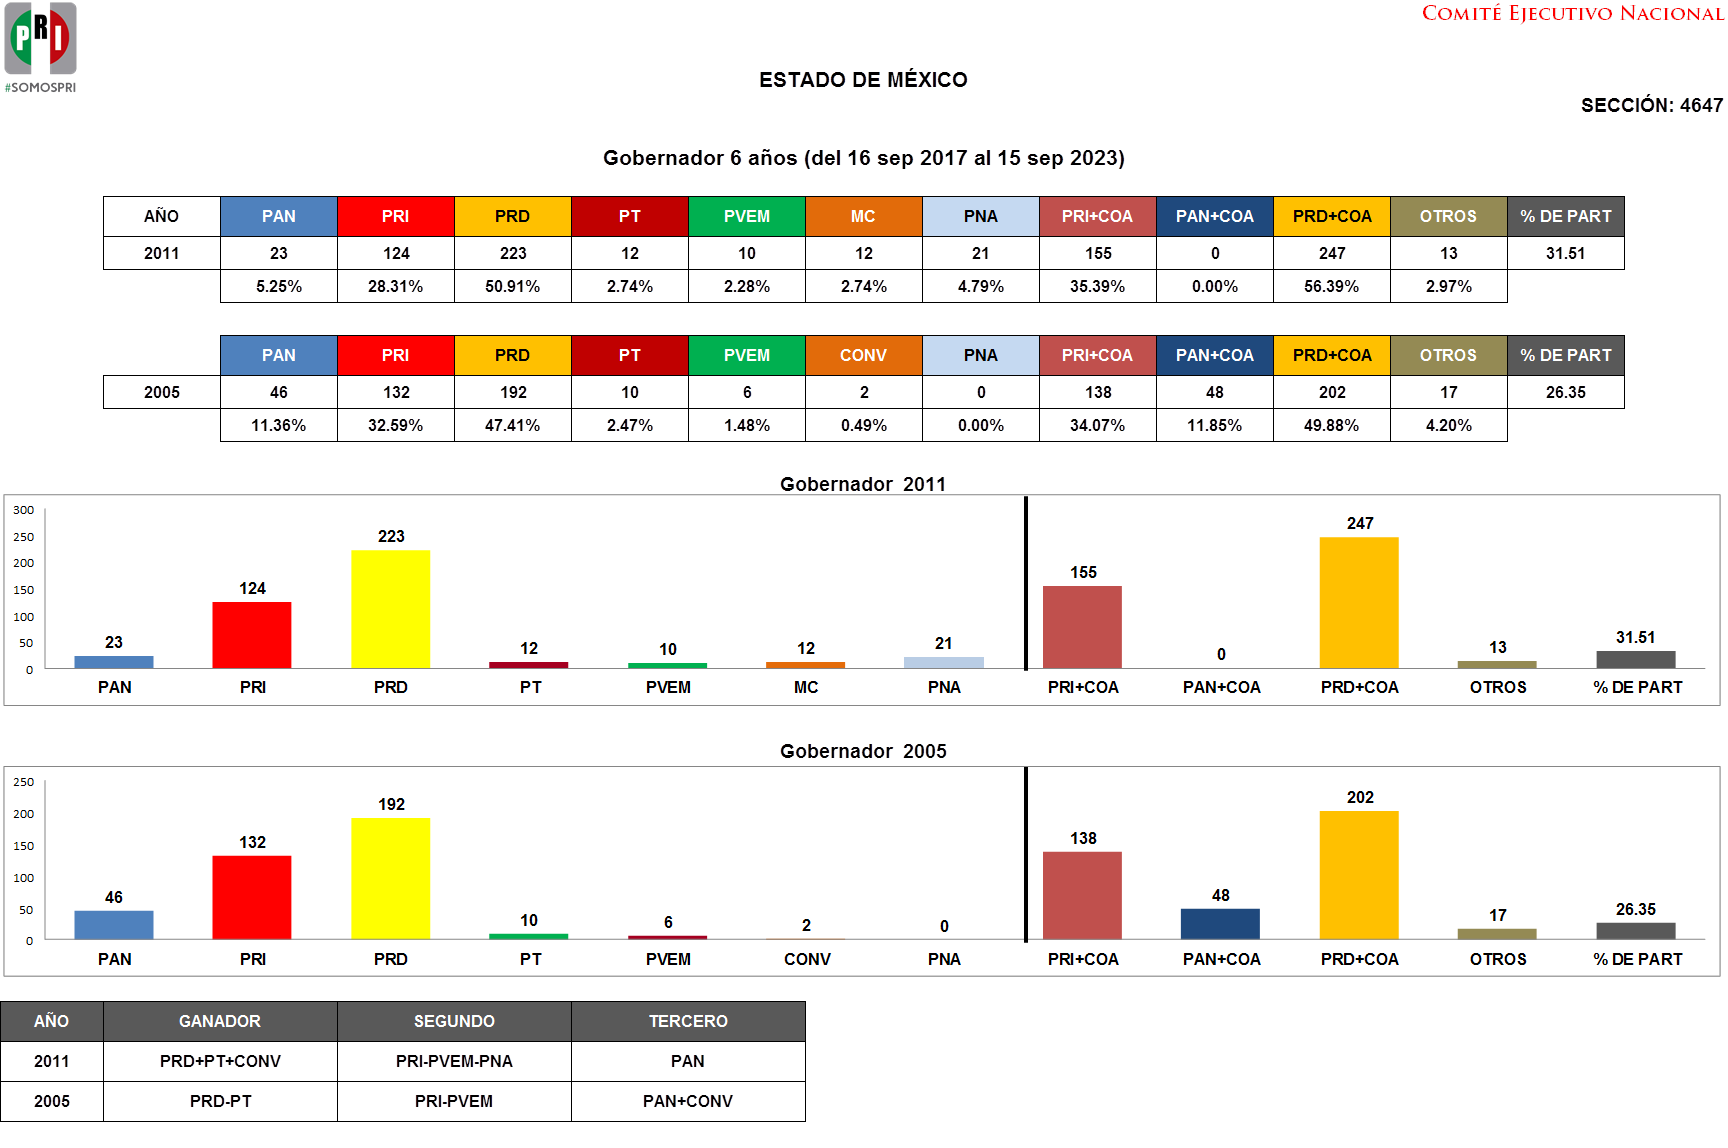 PRI
#SOMOSPRI
COMITÉ EJECUTIVO NACIONAL
ESTADO DE MÉXICO
SECCIÓN: 4647
Gobernador 6 años (del 16 sep 2017 al 15 sep 2023)
AÑO PAN PRI PRD PT PVEM MC PNA PRI+COA PAN+COA PRD+COA OTROS % DE PART
2011 23 124 223 12 10 12 21 155 0 247 13 31.51
5.25% 28.31% 50.91% 2.74% 2.28% 2.74% 4.79% 35.39% 0.00% 56.39% 2.97%
PAN PRI PRD PT PVEM CONV PNA PRI+COA PAN+COA PRD+COA OTROS % DE PART
2005 46 132 192 10 6 2 0 138 48 202 17 26.35
11.36% 32.59% 47.41% 2.47% 1.48% 0.49% 0.00% 34.07% 11.85% 49.88% 4.20%
Gobernador 2011
300
250
200
150
100
50
0
23 124 223 12 10 12 21 155 0 247 13 31.51
PAN PRI PRD PT PVEM MC PNA PRI+COA PAN+COA PRD+COA OTROS % DE PART
Gobernador 2005
250
200
150
100
50
0
46 132 192 10 6 2 0 138 48 202 17 26.35
PAN PRI PRD PT PVEM CONV PNA PRI+COA PAN+COA PRD+COA OTROS % DE PART
AÑO GANADOR SEGUNDO TERCERO
2011 PRD+PT+CONV PRI-PVEM-PNA PAN
2005 PRD-PT PRI-PVEM PAN+CONV